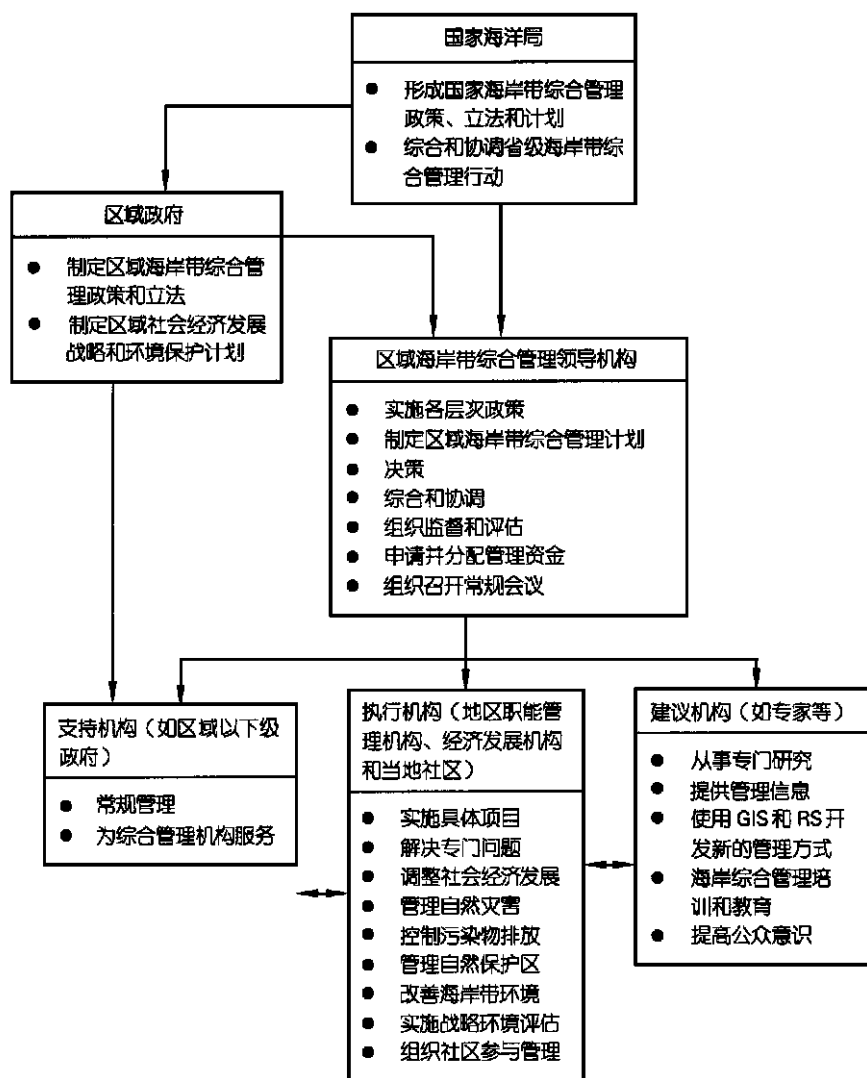 国家海洋局
● 形成国家海岸带综合管理
政策、立法和计划
● 综合和协调省级海岸带综
合管理行动
区域政府
● 制定区域海岸带综合管
理政策和立法
● 制定区域社会经济发展
战略和环境保护计划
区域海岸带综合管理领导机构
● 实施各层次政策
● 制定区域海岸带综合管理计划
● 决策
● 综合和协调
● 组织监督和评估
● 申请并分配管理资金
● 组织召开常规会议
支持机构（如区域以下级
政府）
● 常规管理
● 为综合管理机构服务
执行机构（地区职能管
理机构、经济发展机构
和当地社区）
● 实施具体项目
● 解决专门问题
● 调整社会经济发展
● 管理自然灾害
● 控制污染物排放
● 管理自然保护区
● 改善海岸带环境
● 实施战略环境评估
● 组织社区参与管理
建议机构（如专家等）
● 从事专门研究
● 提供管理信息
● 使用 GIS 和 RS 开
发新的管理方式
● 海岸综合管理培
训和教育
● 提高公众意识